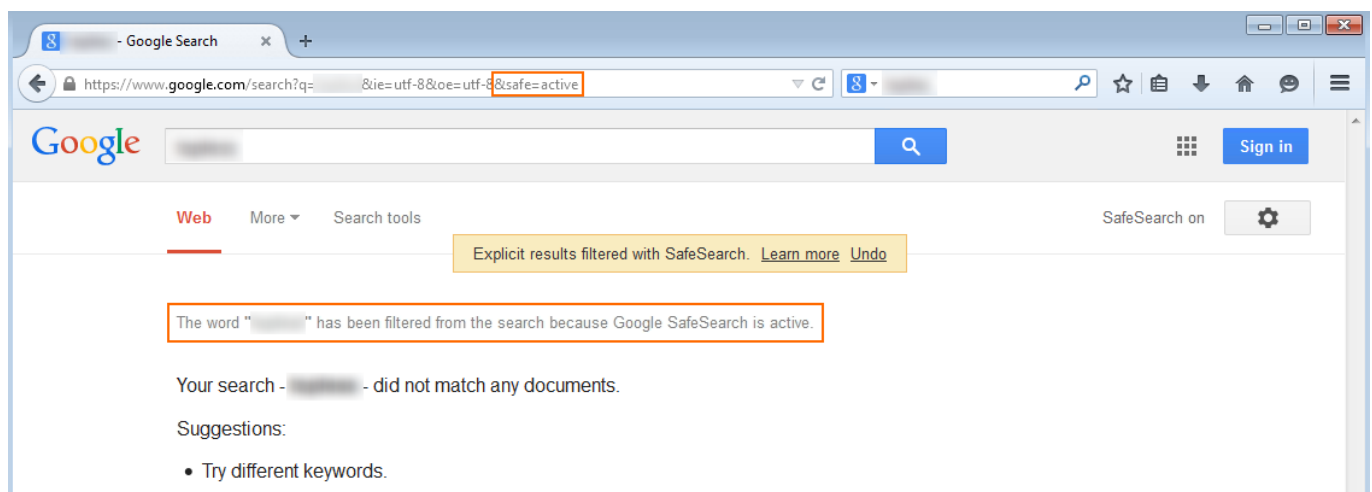 - Google Search
https://www.google.com/search?q= &ie=utf-8&oe=utf-8&safe=active
Google
Sign in
Web More Search tools SafeSearch on
Explicit results filtered with SafeSearch. Learn more Undo
The word " " has been filtered from the search because Google SafeSearch is active.
Your search - - did not match any documents.
Suggestions:
• Try different keywords.